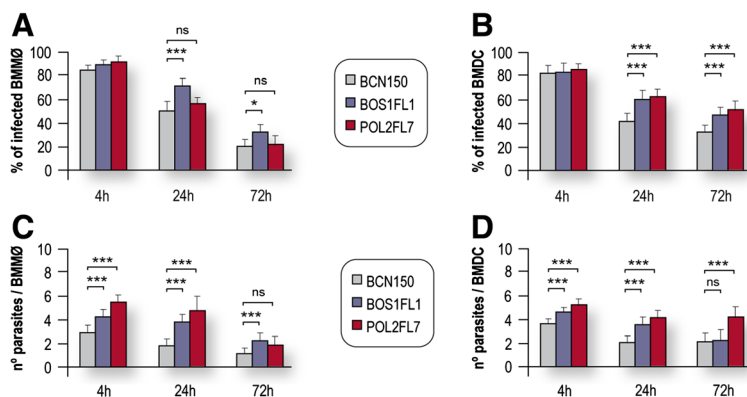 A
% of infected BMMØ
100
80
60
40
20
0
ns
***
ns
*
4h
24h
72h
BCN150
BOS1FL1
POL2FL7
B
% of infected BMDC
100
80
60
40
20
0
***
***
***
***
4h
24h
72h
C
nº parasites / BMMØ
10
8
6
4
2
0
***
***
***
***
ns
***
4h
24h
72h
BCN150
BOS1FL1
POL2FL7
D
nº parasites / BMDC
10
8
6
4
2
0
***
***
***
***
***
ns
4h
24h
72h